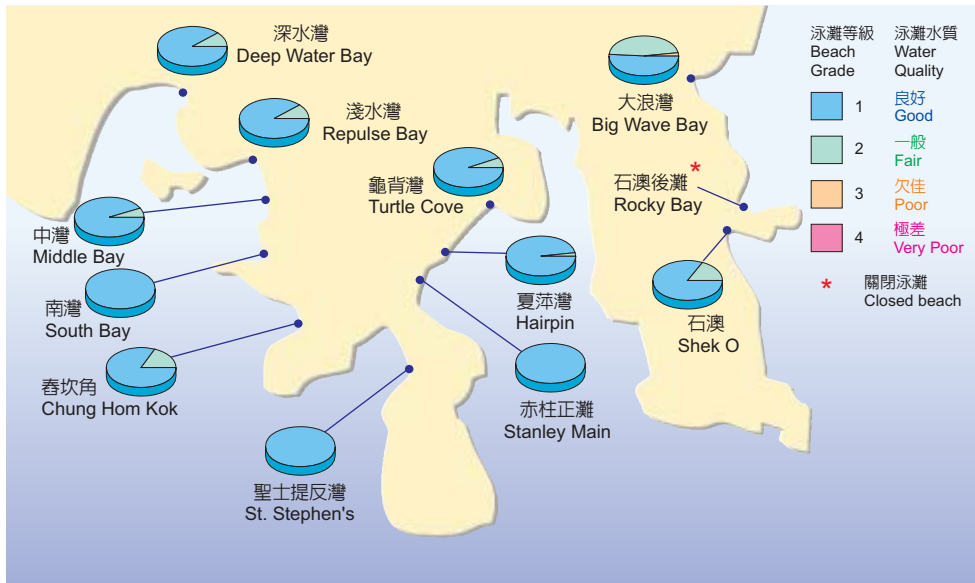 深水灣
Deep Water Bay
淺水灣
Repulse Bay
龜背灣
Turtle Cove
大浪灣
Big Wave Bay
石澳後灘
Rocky Bay
*
中灣
Middle Bay
南灣
South Bay
夏萍灣
Hairpin
石澳
Shek O
舂坎角
Chung Hom Kok
赤柱正灘
Stanley Main
聖士提反灣
St. Stephen's
泳灘等級
Beach
Grade
泳灘水質
Water
Quality
1 良好
Good
2 一般
Fair
3 欠佳
Poor
4 極差
Very Poor
* 關閉泳灘
Closed beach